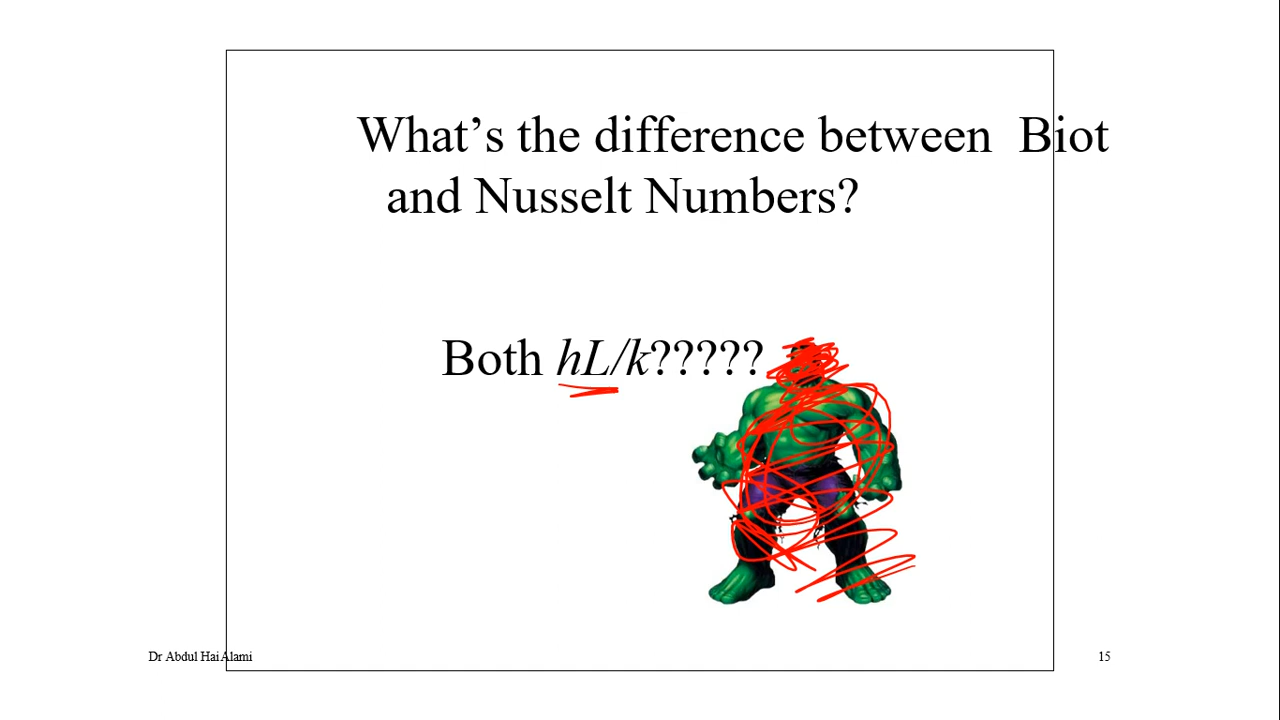 What's the difference between Biot
and Nusselt Numbers?
Both hL/k?????
Dr Abdul Hai Alami
15